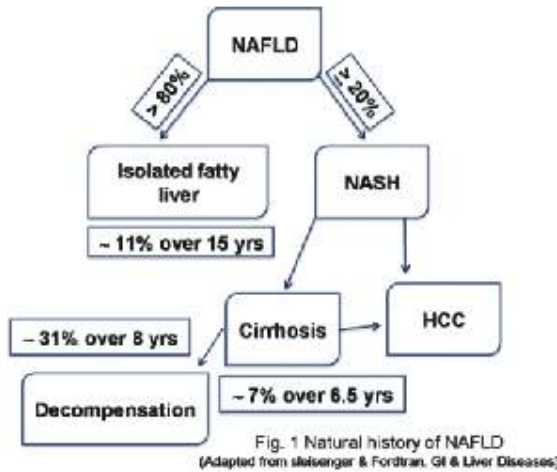 NAFLD
> 80%
≥ 20%
Isolated fatty
liver
NASH
~ 11% over 15 yrs
~ 31% over 8 yrs
Cirrhosis
HCC
Decompensation
~ 7% over 6.5 yrs
Fig. 1 Natural history of NAFLD
(Adapted from sleisenger & Fordtran, GI & Liver Diseases)